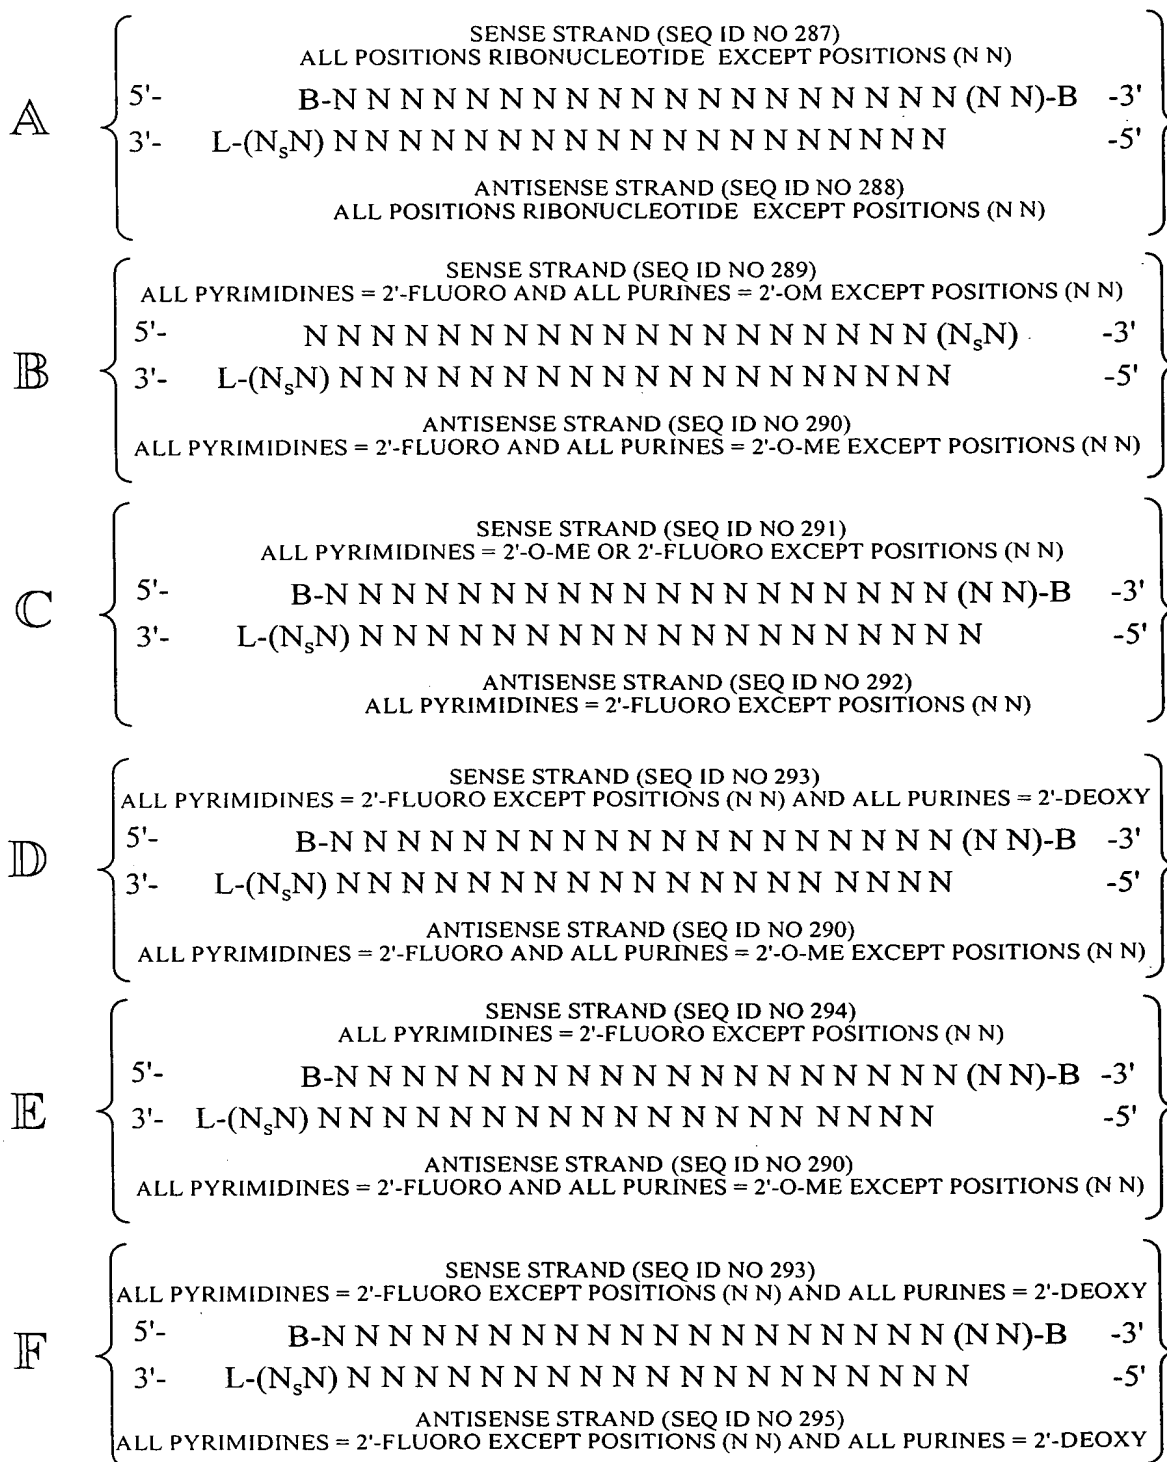 SENSE STRAND (SEQ ID NO 287)
ALL POSITIONS RIBONUCLEOTIDE EXCEPT POSITIONS (N N)
A
5'- B-N N N N N N N N N N N N N N N N N N N (N N)-B -3'
3'- L-(NsN) N N N N N N N N N N N N N N N N N N N -5'
ANTISENSE STRAND (SEQ ID NO 288)
ALL POSITIONS RIBONUCLEOTIDE EXCEPT POSITIONS (N N)
SENSE STRAND (SEQ ID NO 289)
ALL PYRIMIDINES = 2'-FLUORO AND ALL PURINES = 2'-OM EXCEPT POSITIONS (N N)
B
5'- N N N N N N N N N N N N N N N N N N N (NsN) -3'
3'- L-(NsN) N N N N N N N N N N N N N N N N N N N -5'
ANTISENSE STRAND (SEQ ID NO 290)
ALL PYRIMIDINES = 2'-FLUORO AND ALL PURINES = 2'-O-ME EXCEPT POSITIONS (N N)
SENSE STRAND (SEQ ID NO 291)
ALL PYRIMIDINES = 2'-O-ME OR 2'-FLUORO EXCEPT POSITIONS (N N)
C
5'- B-N N N N N N N N N N N N N N N N N N N (N N)-B -3'
3'- L-(NsN) N N N N N N N N N N N N N N N N N N N -5'
ANTISENSE STRAND (SEQ ID NO 292)
ALL PYRIMIDINES = 2'-FLUORO EXCEPT POSITIONS (N N)
SENSE STRAND (SEQ ID NO 293)
ALL PYRIMIDINES = 2'-FLUORO EXCEPT POSITIONS (N N) AND ALL PURINES = 2'-DEOXY
D
5'- B-N N N N N N N N N N N N N N N N N N N (N N)-B -3'
3'- L-(NsN) N N N N N N N N N N N N N N N N N N N -5'
ANTISENSE STRAND (SEQ ID NO 290)
ALL PYRIMIDINES = 2'-FLUORO AND ALL PURINES = 2'-O-ME EXCEPT POSITIONS (N N)
SENSE STRAND (SEQ ID NO 294)
ALL PYRIMIDINES = 2'-FLUORO EXCEPT POSITIONS (N N)
E
5'- B-N N N N N N N N N N N N N N N N N N N (N N)-B -3'
3'- L-(NsN) N N N N N N N N N N N N N N N N N N N -5'
ANTISENSE STRAND (SEQ ID NO 290)
ALL PYRIMIDINES = 2'-FLUORO AND ALL PURINES = 2'-O-ME EXCEPT POSITIONS (N N)
SENSE STRAND (SEQ ID NO 293)
ALL PYRIMIDINES = 2'-FLUORO EXCEPT POSITIONS (N N) AND ALL PURINES = 2'-DEOXY
F
5'- B-N N N N N N N N N N N N N N N N N N N (N N)-B -3'
3'- L-(NsN) N N N N N N N N N N N N N N N N N N N -5'
ANTISENSE STRAND (SEQ ID NO 295)
ALL PYRIMIDINES = 2'-FLUORO EXCEPT POSITIONS (N N) AND ALL PURINES = 2'-DEOXY